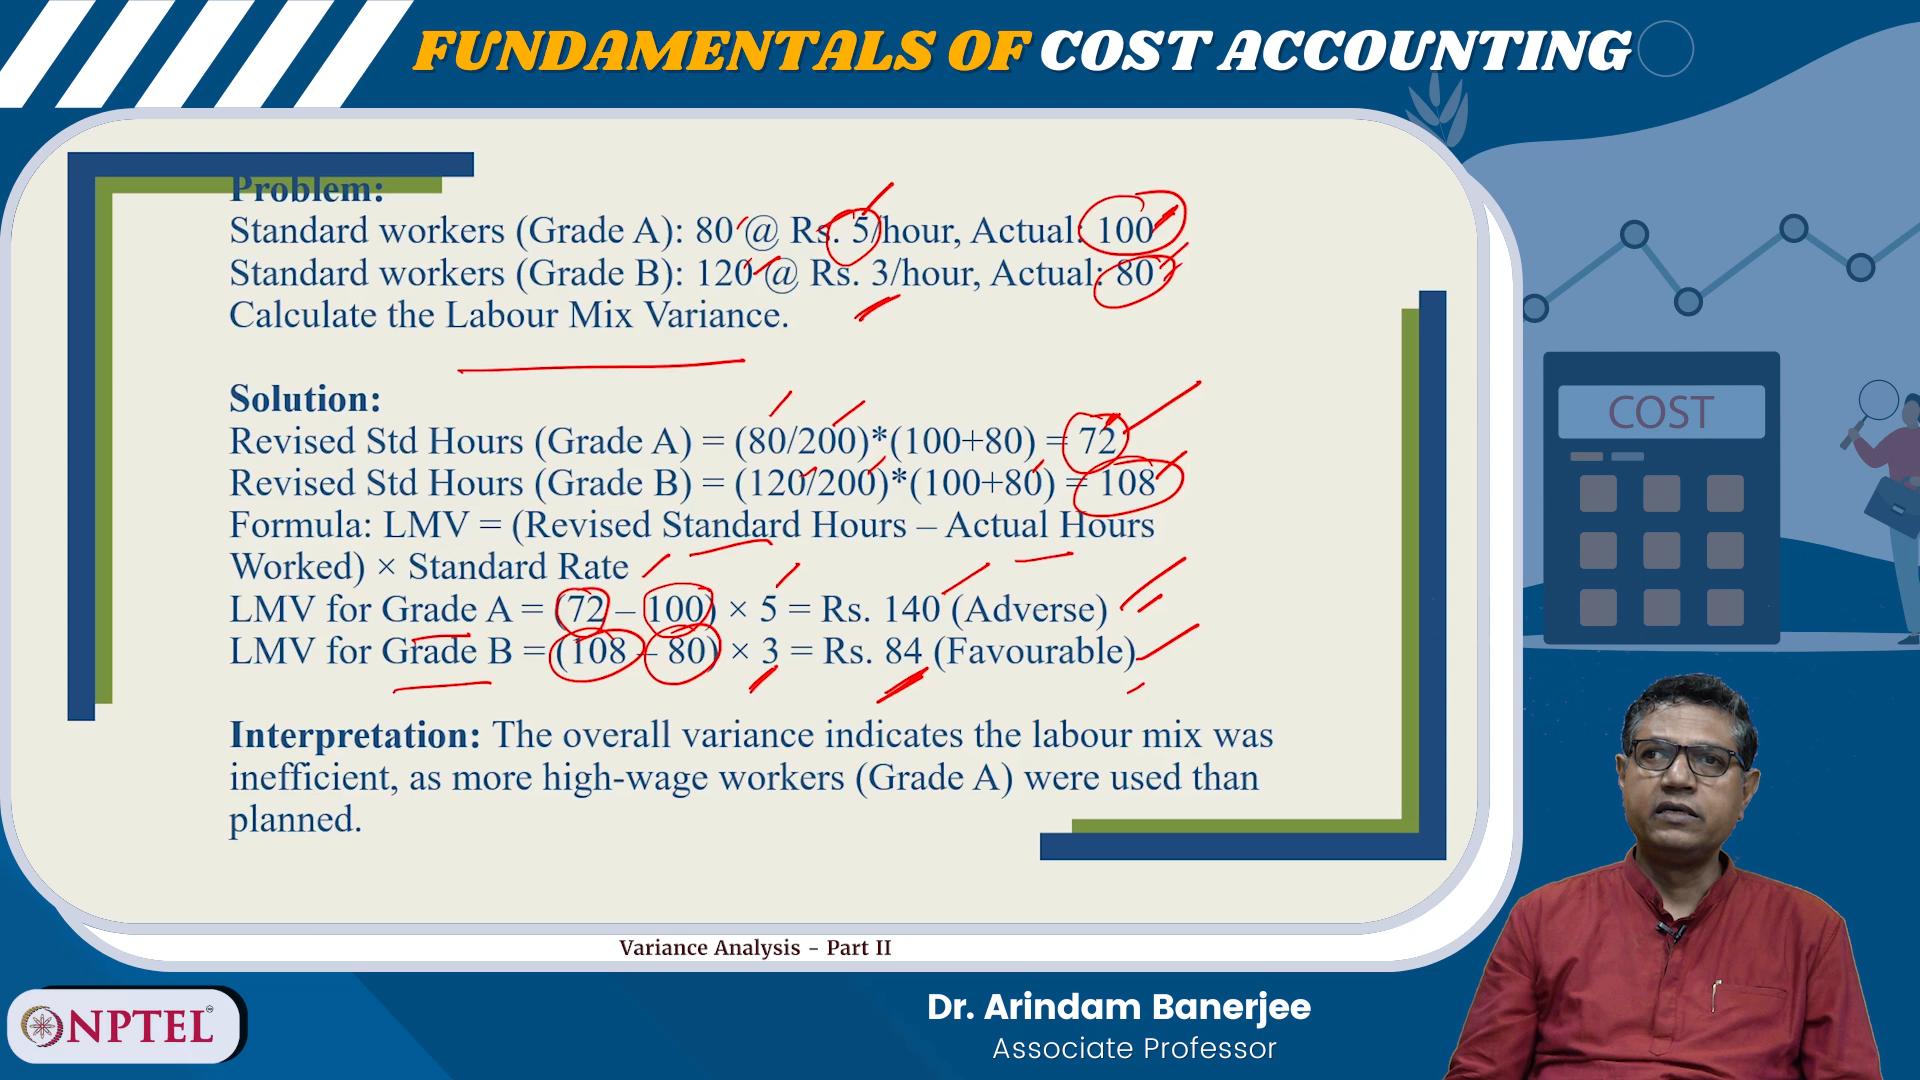 FUNDAMENTALS OF COST ACCOUNTING
Problem:
Standard workers (Grade A): 80 @ Rs. 5/hour, Actual: 100
Standard workers (Grade B): 120 @ Rs. 3/hour, Actual: 80
Calculate the Labour Mix Variance.
Solution:
Revised Std Hours (Grade A) = (80/200)*(100+80) = 72
Revised Std Hours (Grade B) = (120/200)*(100+80) = 108
Formula: LMV = (Revised Standard Hours – Actual Hours
Worked) × Standard Rate
LMV for Grade A = (72 – 100) × 5 = Rs. 140 (Adverse)
LMV for Grade B = (108 – 80) × 3 = Rs. 84 (Favourable)
Interpretation: The overall variance indicates the labour mix was
inefficient, as more high-wage workers (Grade A) were used than
planned.
COST
Variance Analysis - Part II
NPTEL
Dr. Arindam Banerjee
Associate Professor